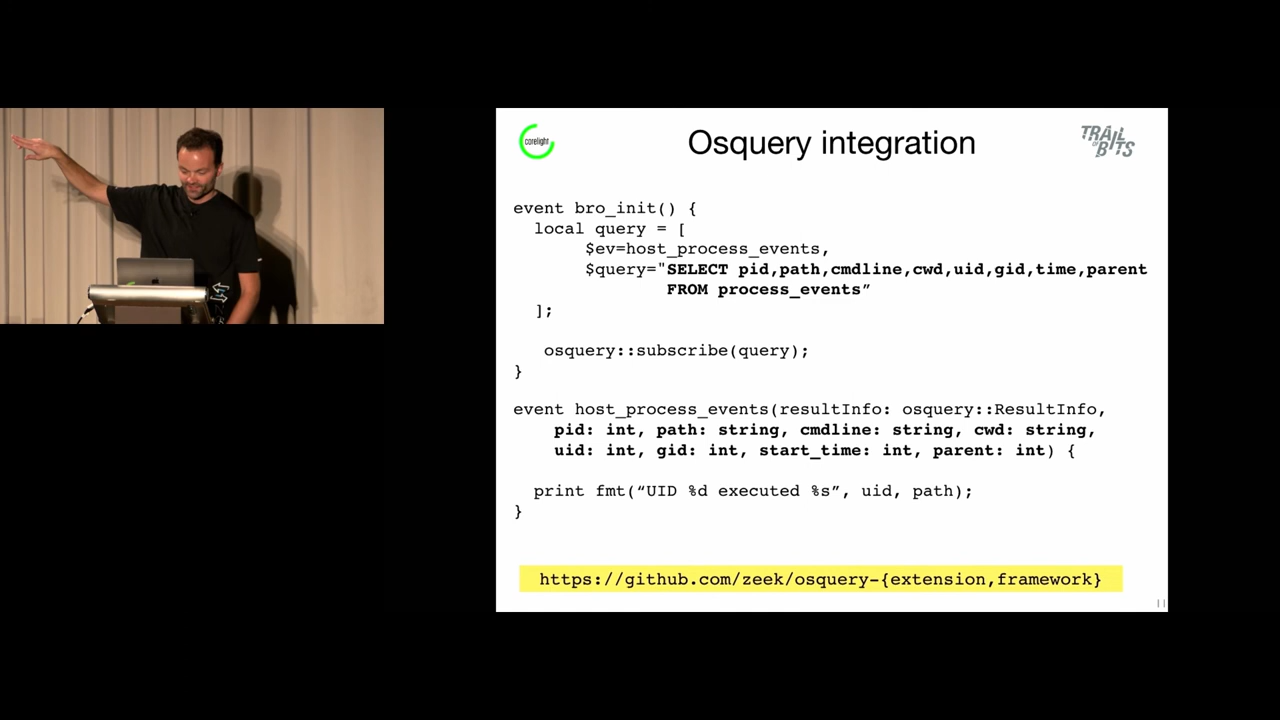 corelight
Osquery integration
TRAIL OF BITS
event bro_init() {
local query = [
$ev=host_process_events,
$query="SELECT pid,path,cmdline,cwd,uid,gid,time,parent
FROM process_events”
];
osquery::subscribe(query);
}
event host_process_events(resultInfo: osquery::ResultInfo,
pid: int, path: string, cmdline: string, cwd: string,
uid: int, gid: int, start_time: int, parent: int) {
print fmt(“UID %d executed %s”, uid, path);
}
https://github.com/zeek/osquery-{extension,framework}
11